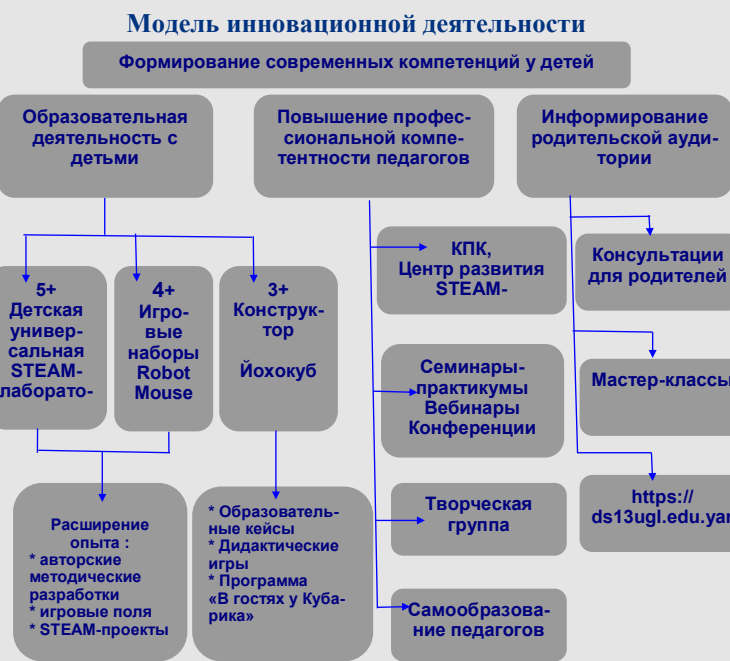 Модель инновационной деятельности
Формирование современных компетенций у детей
Образовательная
деятельность с
детьми
Повышение профес-
сиональной компе-
тентности педагогов
Информирование
родительской ауди-
тории
5+
Детская
универ-
сальная
STEAM-
лаборато-
4+
Игро-
вые
наборы
Robot
Mouse
3+
Конструк-
тор
Йохокуб
КПК,
Центр развития
STEAM-
Семинары-
практикумы
Вебинары
Конференции
Творческая
группа
Самообразова-
ние педагогов
Консультации
для родителей
Мастер-классы
https://
ds13ugl.edu.yar
Расширение
опыта :
* авторские
методические
разработки
* игровые поля
* STEAM-проекты
* Образователь-
ные кейсы
* Дидактические
игры
* Программа
«В гостях у Куба-
рика»